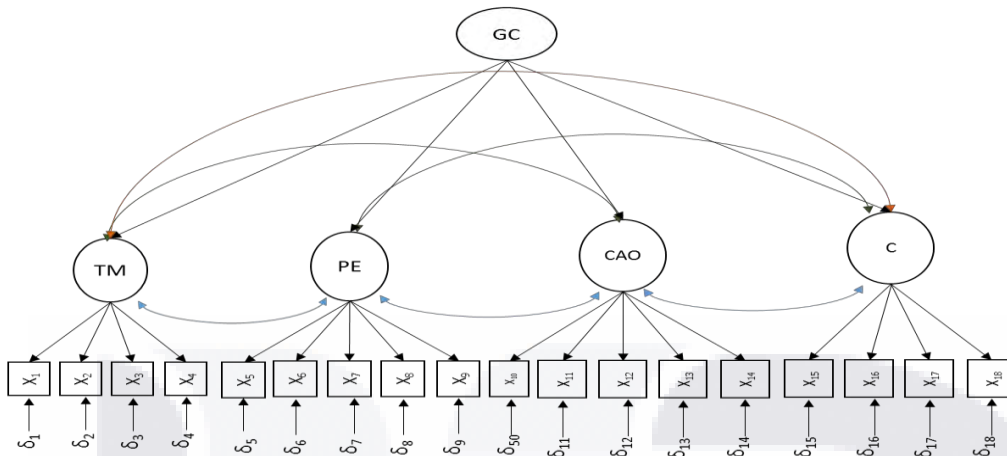 GC
TM PE CAO C
X₁ X₂ X₃ X₄ X₅ X₆ X₇ X₈ X₉ X₁₀ X₁₁ X₁₂ X₁₃ X₁₄ X₁₅ X₁₆ X₁₇ X₁₈
δ₁ δ₂ δ₃ δ₄ δ₅ δ₆ δ₇ δ₈ δ₉ δ₅₀ δ₁₁ δ₁₂ δ₁₃ δ₁₄ δ₁₅ δ₁₆ δ₁₇ δ₁₈